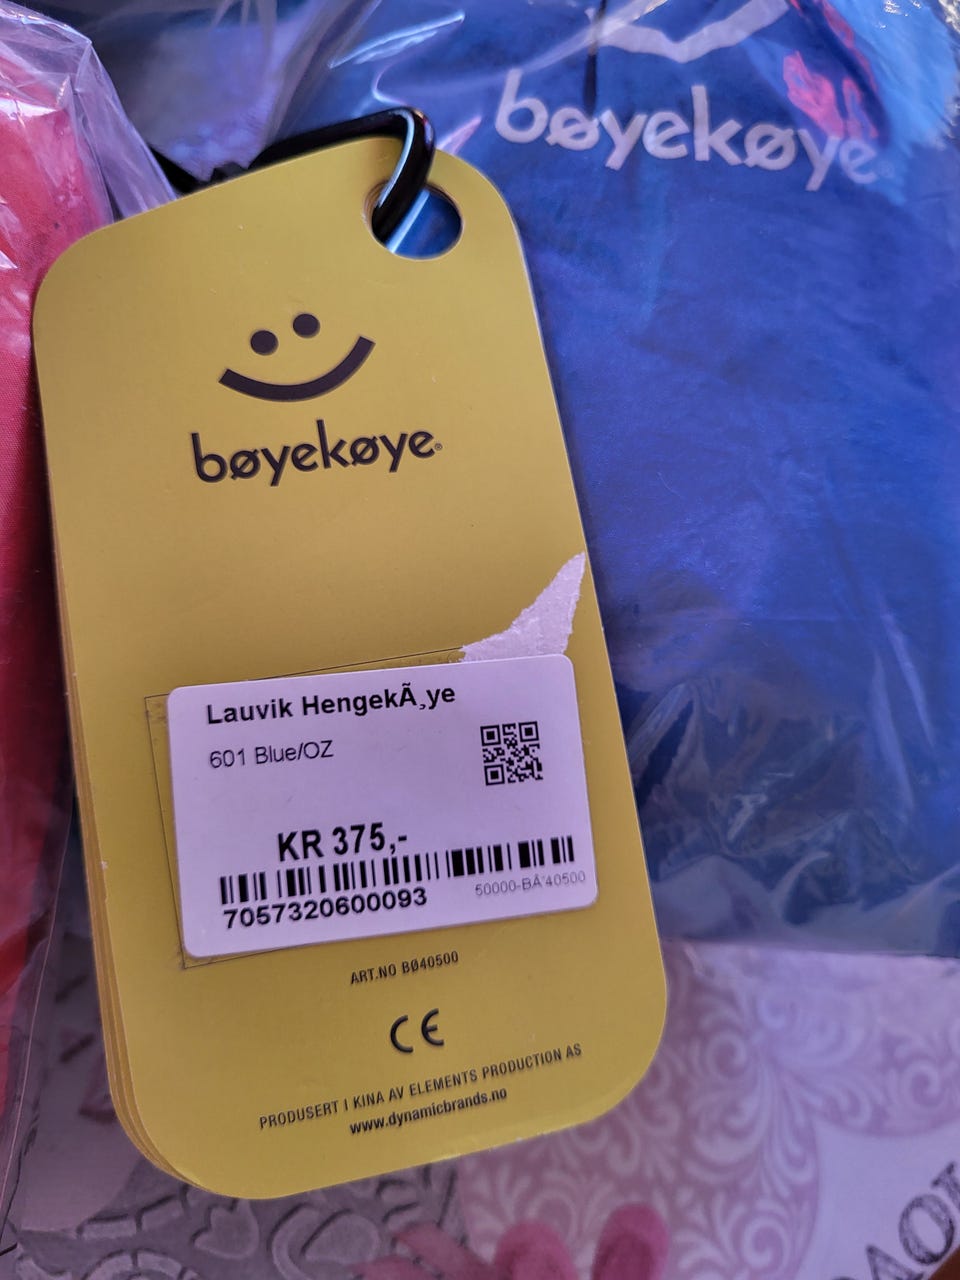 bøyekøye
bøyekøye®
Lauvik HengekÃ¸ye
601 Blue/OZ
KR 375,-
7057320600093
50000-BÃ˜40500
ART.NO BØ40500
CE
PRODUSERT I KINA AV ELEMENTS PRODUCTION AS
www.dynamicbrands.no